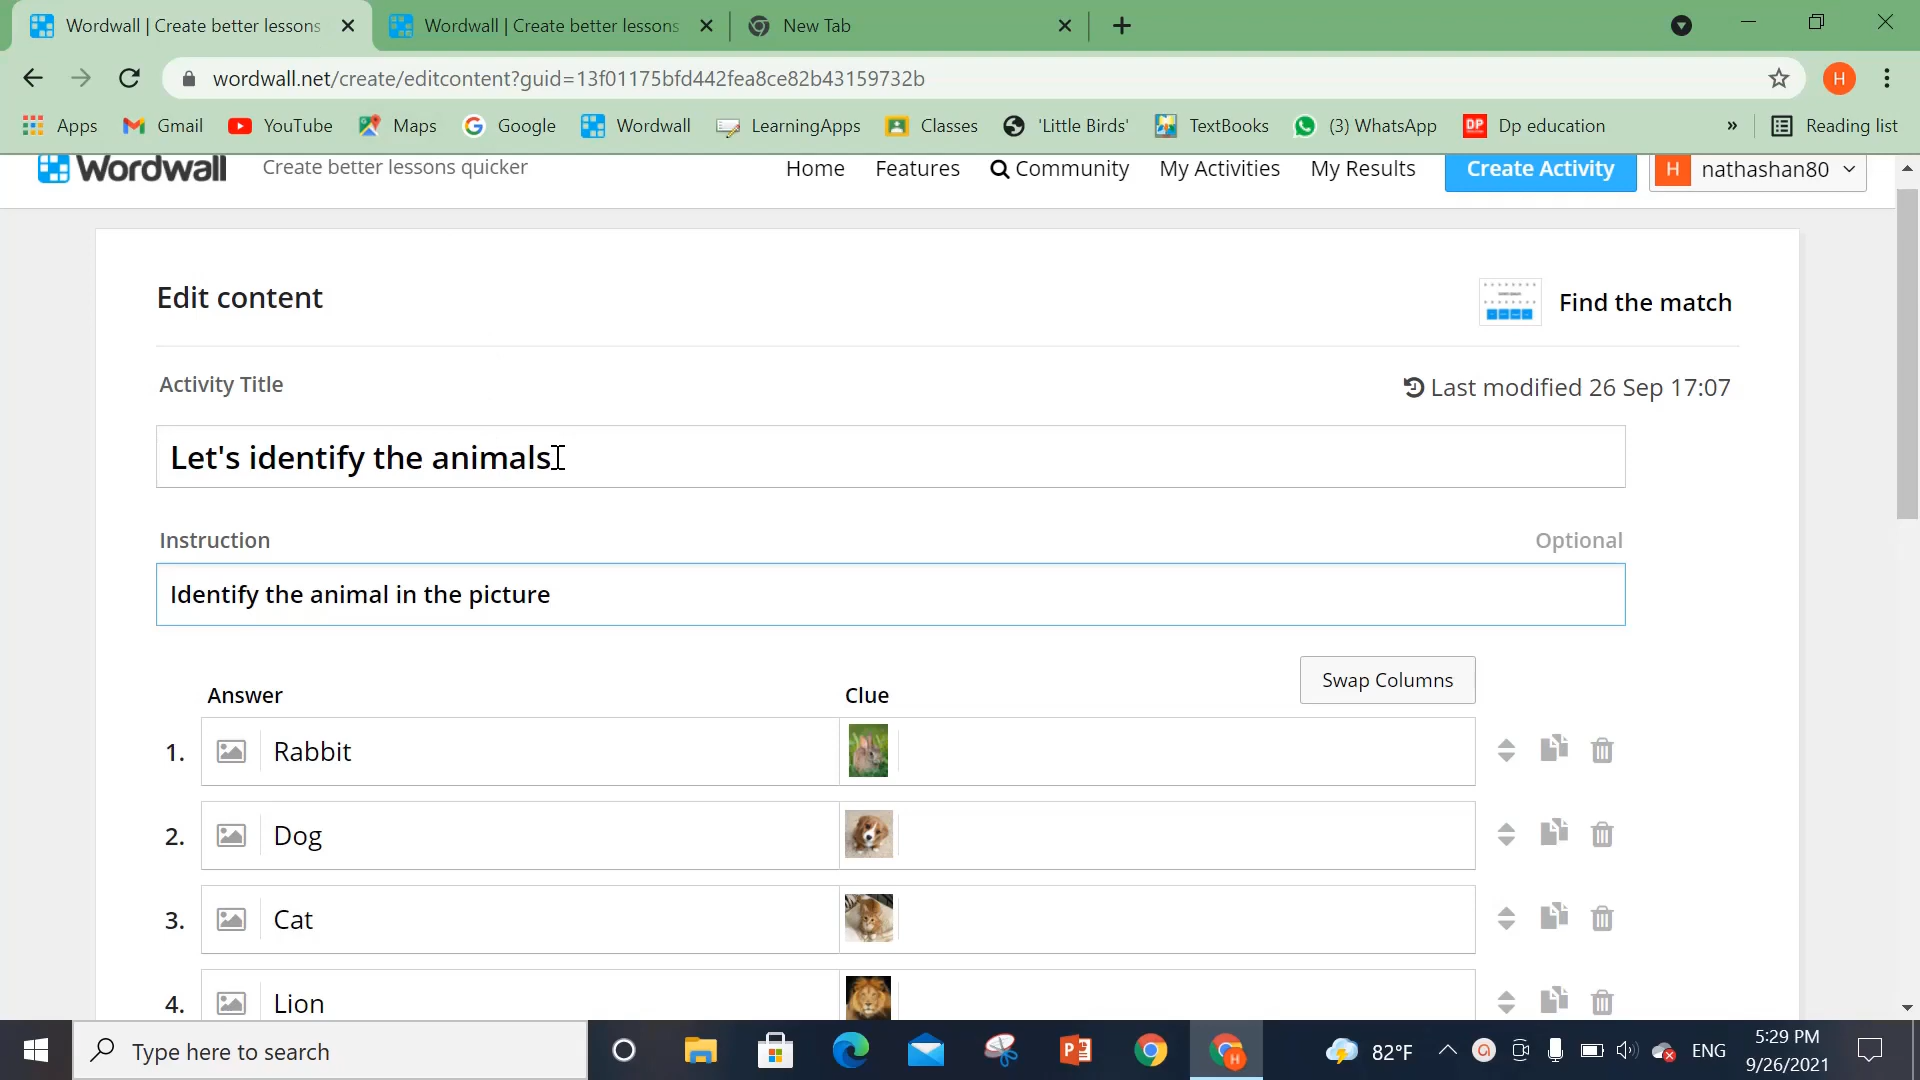 Wordwall | Create better lessons
Wordwall | Create better lessons
New Tab
wordwall.net/create/editcontent?guid=13f01175bfd442fea8ce82b43159732b
H
Apps
Gmail
YouTube
Maps
Google
Wordwall
LearningApps
Classes
'Little Birds'
TextBooks
(3) WhatsApp
DP Dp education
»
Reading list
Wordwall
Create better lessons quicker
Home
Features
Community
My Activities
My Results
Create Activity
H nathashan80
Edit content
Find the match
Activity Title
Last modified 26 Sep 17:07
Let's identify the animals
Instruction
Optional
Identify the animal in the picture
Swap Columns
Answer
Clue
1. Rabbit
2. Dog
3. Cat
4. Lion
Type here to search
82°F
ENG
5:29 PM
9/26/2021